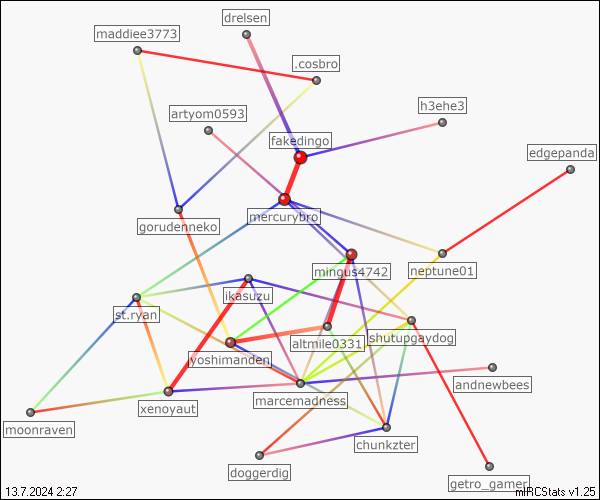 drelsen
maddiee3773
.cosbro
artyom0593
h3ehe3
fakedingo
edgepanda
mercurybro
gorudenneko
mingus4742
neptune01
ikasuzu
st.ryan
altmile0331
shutupgaydog
yoshimanden
andnewbees
marcemadness
xenoyaut
moonraven
chunkzter
doggerdig
getro_gamer
13.7.2024 2:27
mIRCStats v1.25